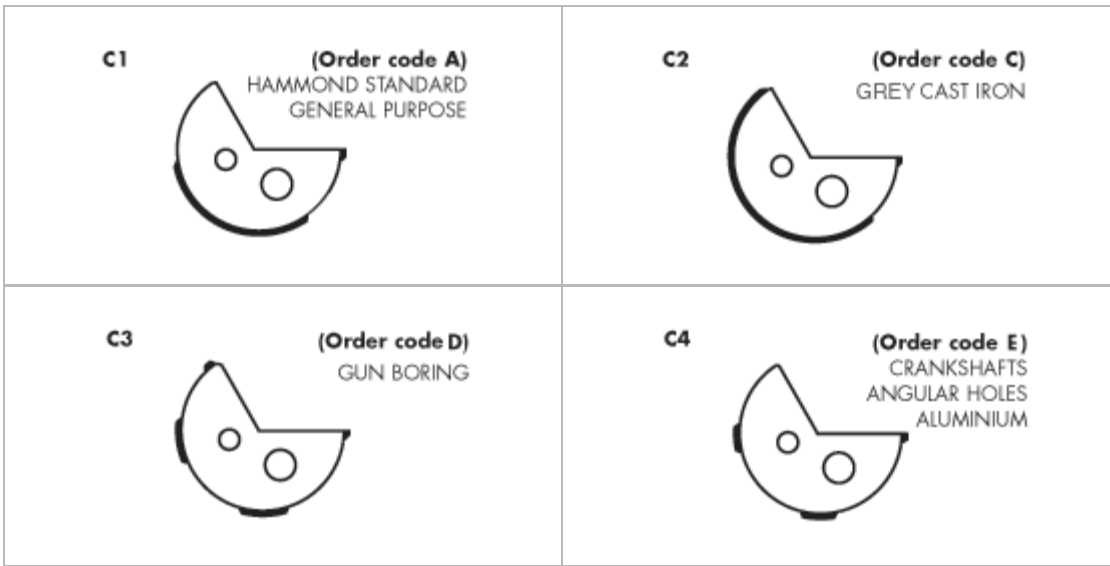 C1 (Order code A)
HAMMOND STANDARD
GENERAL PURPOSE
C2 (Order code C)
GREY CAST IRON
C3 (Order code D)
GUN BORING
C4 (Order code E)
CRANKSHAFTS
ANGULAR HOLES
ALUMINIUM